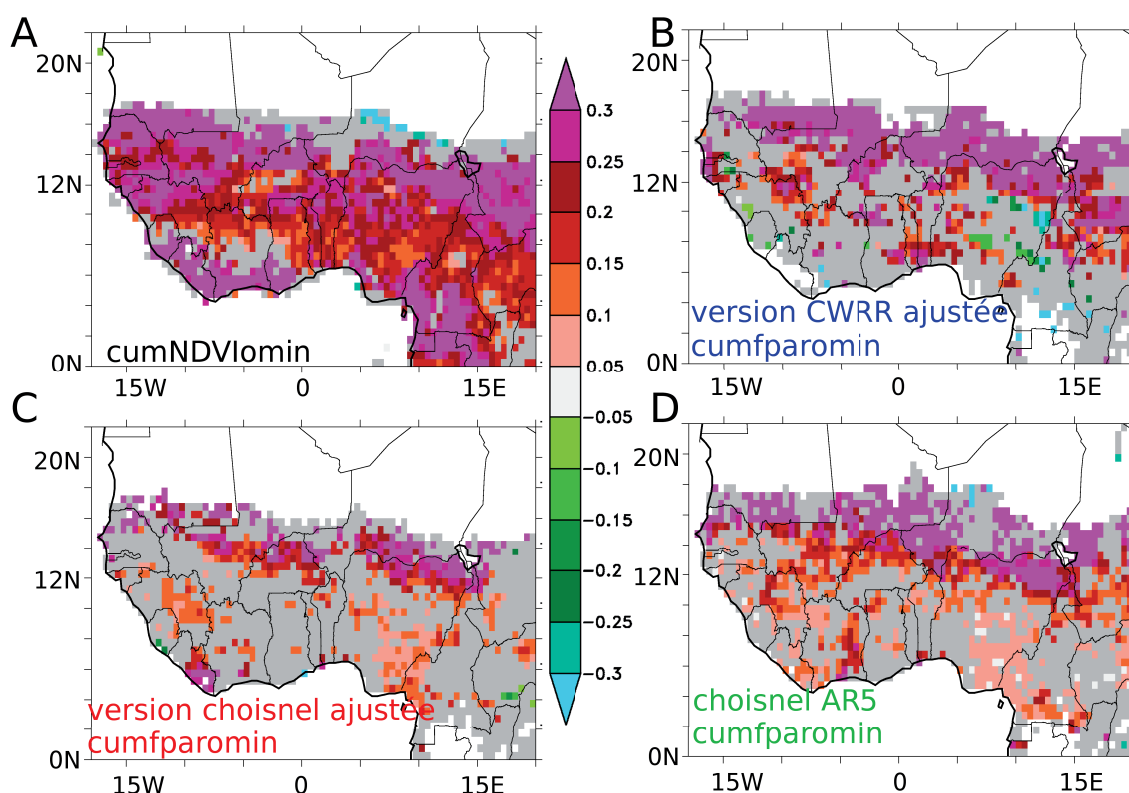 A
B
20N
12N
0N
15W
0
15E
cumNDVIomin
0.3
0.25
0.2
0.15
0.1
0.05
−0.05
−0.1
−0.15
−0.2
−0.25
−0.3
20N
12N
0N
15W
0
15E
version CWRR ajustée
cumfparomin
C
D
20N
12N
0N
15W
0
15E
version choisnel ajustée
cumfparomin
20N
12N
0N
15W
0
15E
choisnel AR5
cumfparomin